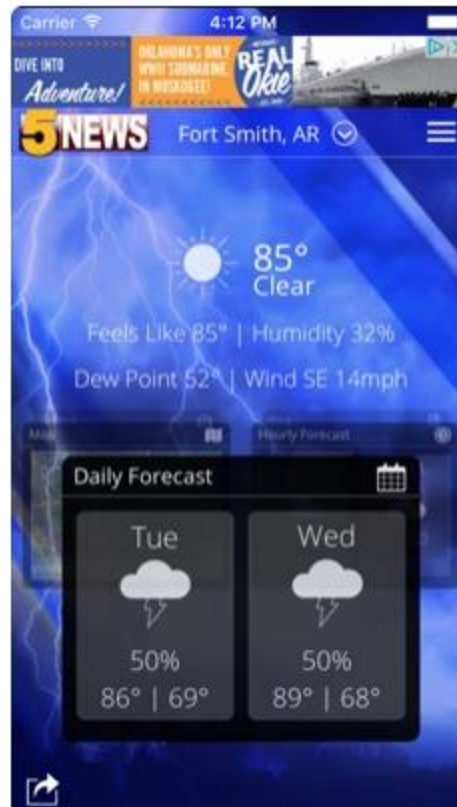 Carrier 4:12 PM
DIVE INTO
Adventure!
OKLAHOMA'S ONLY
WWII SUBMARINE
IN MUSKOGEE!
REAL
Okie
5NEWS Fort Smith, AR
85°
Clear
Feels Like 85° | Humidity 32%
Dew Point 52° | Wind SE 14mph
Map Hourly Forecast
Daily Forecast
Tue Wed
50% 50%
86° | 69° 89° | 68°